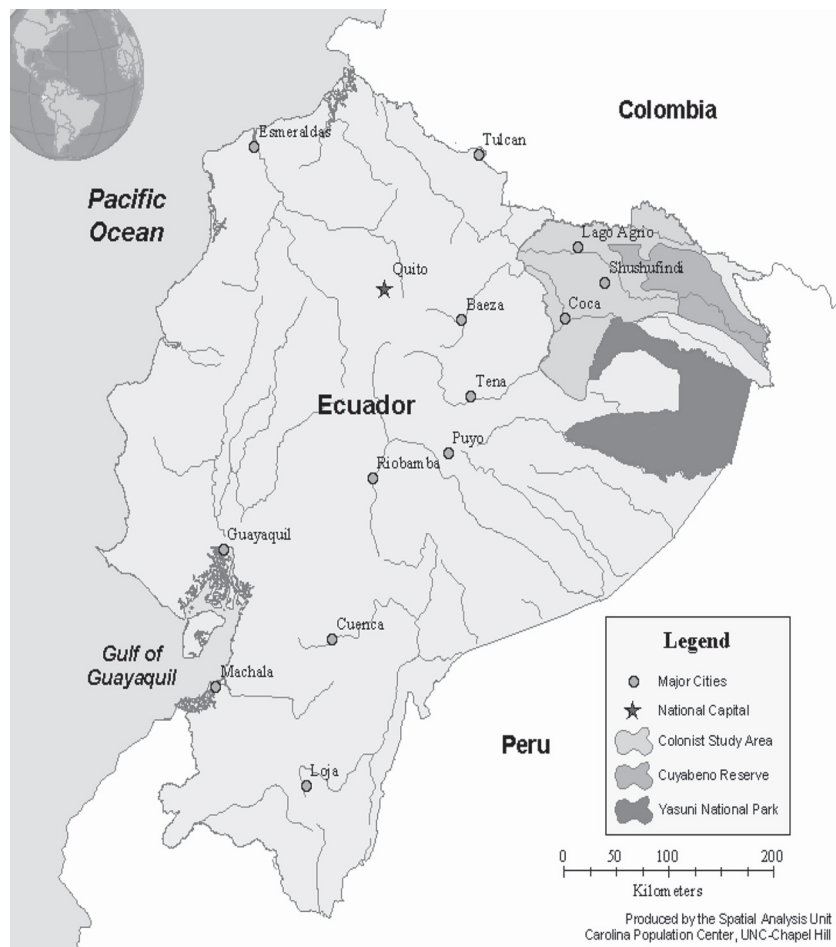 Colombia
Esmeraldas
Tulcan
Pacific
Ocean
Lago Agrio
Quito
Shushufindi
Baeza
Coca
Tena
Ecuador
Puyo
Riobamba
Guayaquil
Cuenca
Gulf of
Guayaquil
Machala
Peru
Loja
Legend
Major Cities
National Capital
Colonist Study Area
Cuyabeno Reserve
Yasuni National Park
0 50 100 200
Kilometers
Produced by the Spatial Analysis Unit
Carolina Population Center, UNC-Chapel Hill